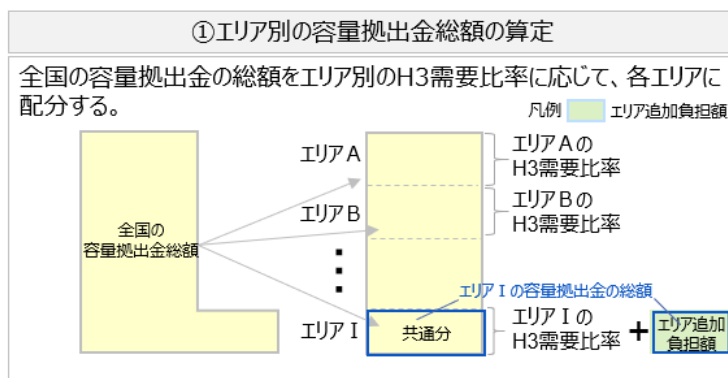 ①エリア別の容量拠出金総額の算定
全国の容量拠出金の総額をエリア別のH3需要比率に応じて、各エリアに
配分する。
凡例
エリア追加負担額
エリアA
エリアAの
H3需要比率
エリアB
エリアBの
H3需要比率
全国の
容量拠出金総額
エリアIの容量拠出金の総額
エリアI
共通分
エリアIの
H3需要比率
+
エリア追加
負担額